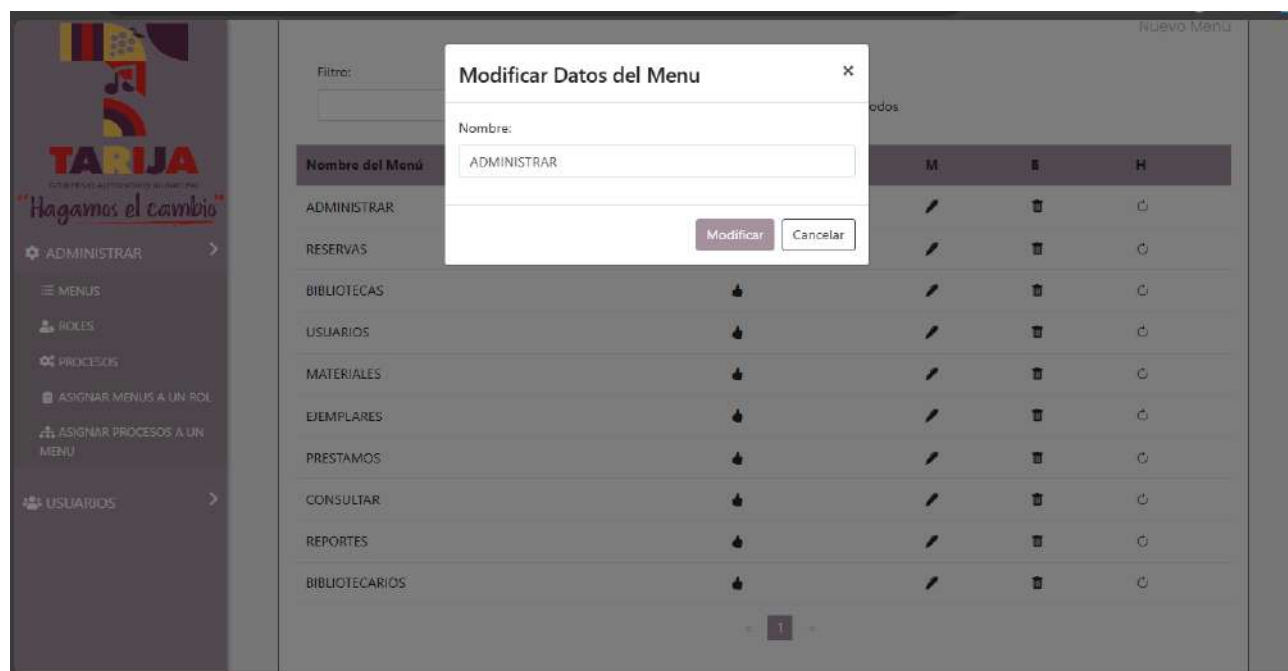 Nuevo Menú
TARIJA
"Hagamos el cambio"
ADMINISTRAR
MENUS
ROLES
PROCESOS
ASIGNAR MENUS A UN ROL
ASIGNAR PROCESOS A UN
MENU
USUARIOS
Filtro:
odos
Modificar Datos del Menu ×
Nombre:
ADMINISTRAR
Modificar Cancelar
Nombre del Menú M E H
ADMINISTRAR
RESERVAS
BIBLIOTECAS
USUARIOS
MATERIALES
EJEMPLARES
PRESTAMOS
CONSULTAR
REPORTES
BIBLIOTECARIOS
« 1 »